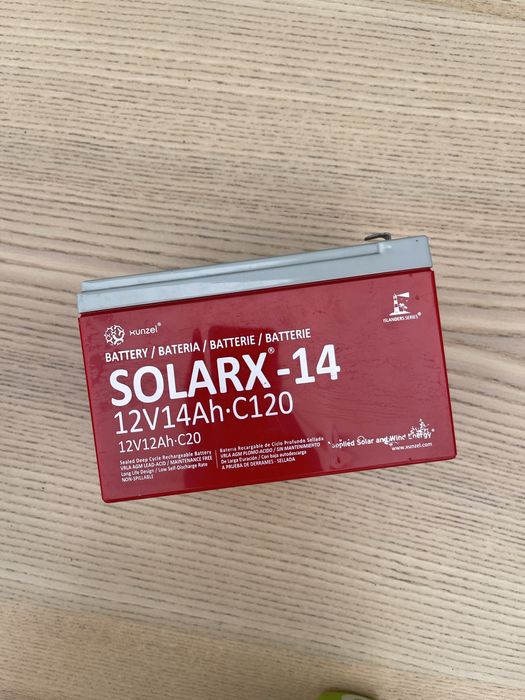 xunzel®
ISLANDERS SERIES®
BATTERY / BATERIA / BATTERIE / BATTERIE
SOLARX®-14
12V14Ah·C120
12V12Ah·C20
Sealed Deep Cycle Rechargeable Battery
VRLA AGM LEAD-ACID / MAINTENANCE FREE
Long Life Design / Low Self-Discharge Rate
NON-SPILLABLE
Bateria Recargable de Ciclo Profundo Sellada
VRLA AGM PLOMO-ACIDO / SIN MANTENIMIENTO
De Larga Duración / Con baja autodescarga
A PRUEBA DE DERRAMES - SELLADA
Solar and Wind Energy®
www.xunzel.com